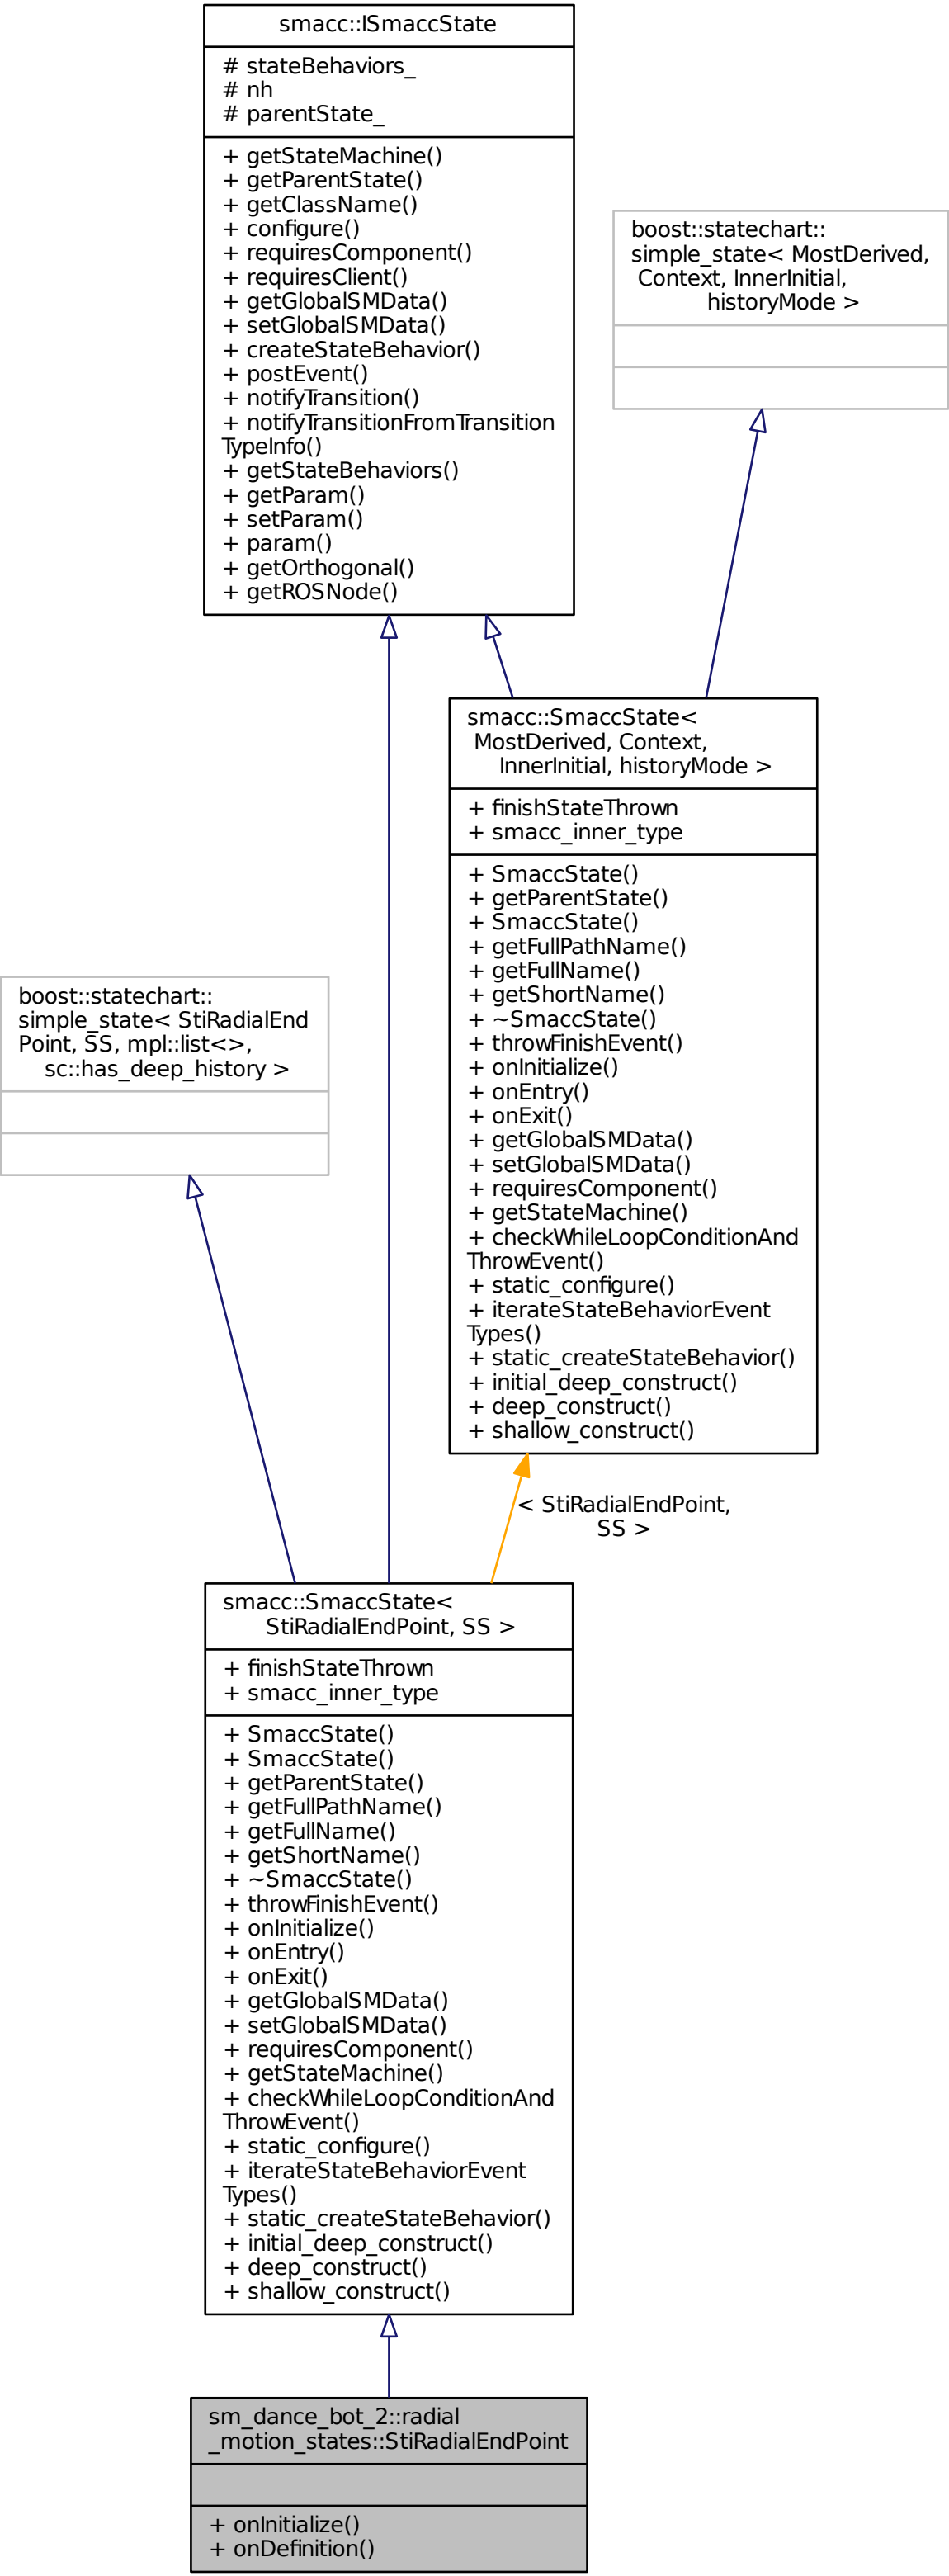 smacc::ISmaccState
# stateBehaviors_
# nh
# parentState_
+ getStateMachine()
+ getParentState()
+ getClassName()
+ configure()
+ requiresComponent()
+ requiresClient()
+ getGlobalSMData()
+ setGlobalSMData()
+ createStateBehavior()
+ postEvent()
+ notifyTransition()
+ notifyTransitionFromTransition
TypeInfo()
+ getStateBehaviors()
+ getParam()
+ setParam()
+ param()
+ getOrthogonal()
+ getROSNode()
boost::statechart::
simple_state< MostDerived,
Context, InnerInitial,
historyMode >
smacc::SmaccState<
MostDerived, Context,
InnerInitial, historyMode >
+ finishStateThrown
+ smacc_inner_type
+ SmaccState()
+ getParentState()
+ SmaccState()
+ getFullPathName()
+ getFullName()
+ getShortName()
+ ~SmaccState()
+ throwFinishEvent()
+ onInitialize()
+ onEntry()
+ onExit()
+ getGlobalSMData()
+ setGlobalSMData()
+ requiresComponent()
+ getStateMachine()
+ checkWhileLoopConditionAnd
ThrowEvent()
+ static_configure()
+ iterateStateBehaviorEvent
Types()
+ static_createStateBehavior()
+ initial_deep_construct()
+ deep_construct()
+ shallow_construct()
boost::statechart::
simple_state< StiRadialEnd
Point, SS, mpl::list<>,
sc::has_deep_history >
< StiRadialEndPoint,
SS >
smacc::SmaccState<
StiRadialEndPoint, SS >
+ finishStateThrown
+ smacc_inner_type
+ SmaccState()
+ SmaccState()
+ getParentState()
+ getFullPathName()
+ getFullName()
+ getShortName()
+ ~SmaccState()
+ throwFinishEvent()
+ onInitialize()
+ onEntry()
+ onExit()
+ getGlobalSMData()
+ setGlobalSMData()
+ requiresComponent()
+ getStateMachine()
+ checkWhileLoopConditionAnd
ThrowEvent()
+ static_configure()
+ iterateStateBehaviorEvent
Types()
+ static_createStateBehavior()
+ initial_deep_construct()
+ deep_construct()
+ shallow_construct()
sm_dance_bot_2::radial
_motion_states::StiRadialEndPoint
+ onInitialize()
+ onDefinition()